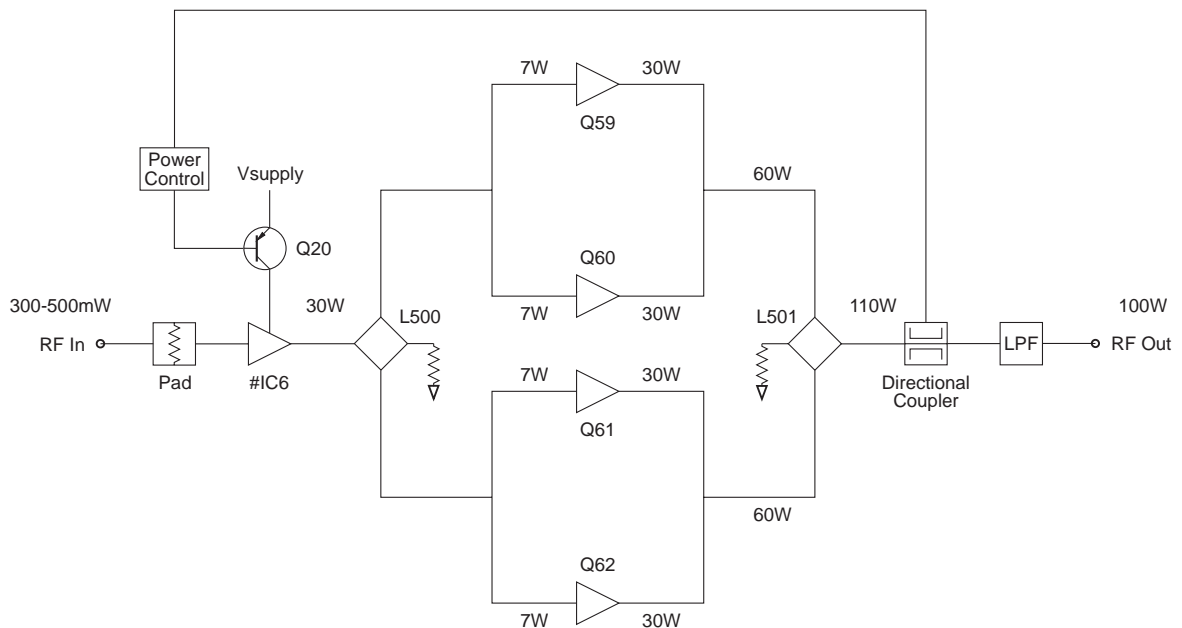 7W
30W
Q59
Power
Control
Vsupply
60W
Q20
Q60
300-500mW
30W
L500
7W
30W
L501
110W
100W
RF In
LPF
RF Out
Pad
#IC6
7W
30W
Directional
Coupler
Q61
60W
Q62
7W
30W